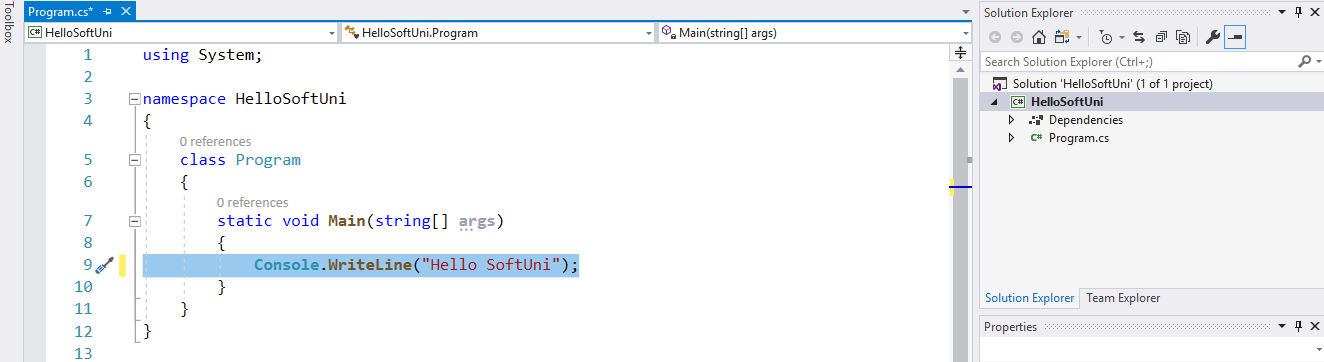 Toolbox
Program.cs*
HelloSoftUni
HelloSoftUni.Program
Main(string[] args)
1 using System;
2
3 namespace HelloSoftUni
4 {
0 references
5 class Program
6 {
0 references
7 static void Main(string[] args)
8 {
9 Console.WriteLine("Hello SoftUni");
10 }
11 }
12 }
13
Solution Explorer
Search Solution Explorer (Ctrl+;)
Solution 'HelloSoftUni' (1 of 1 project)
C# HelloSoftUni
Dependencies
C# Program.cs
Solution Explorer Team Explorer
Properties